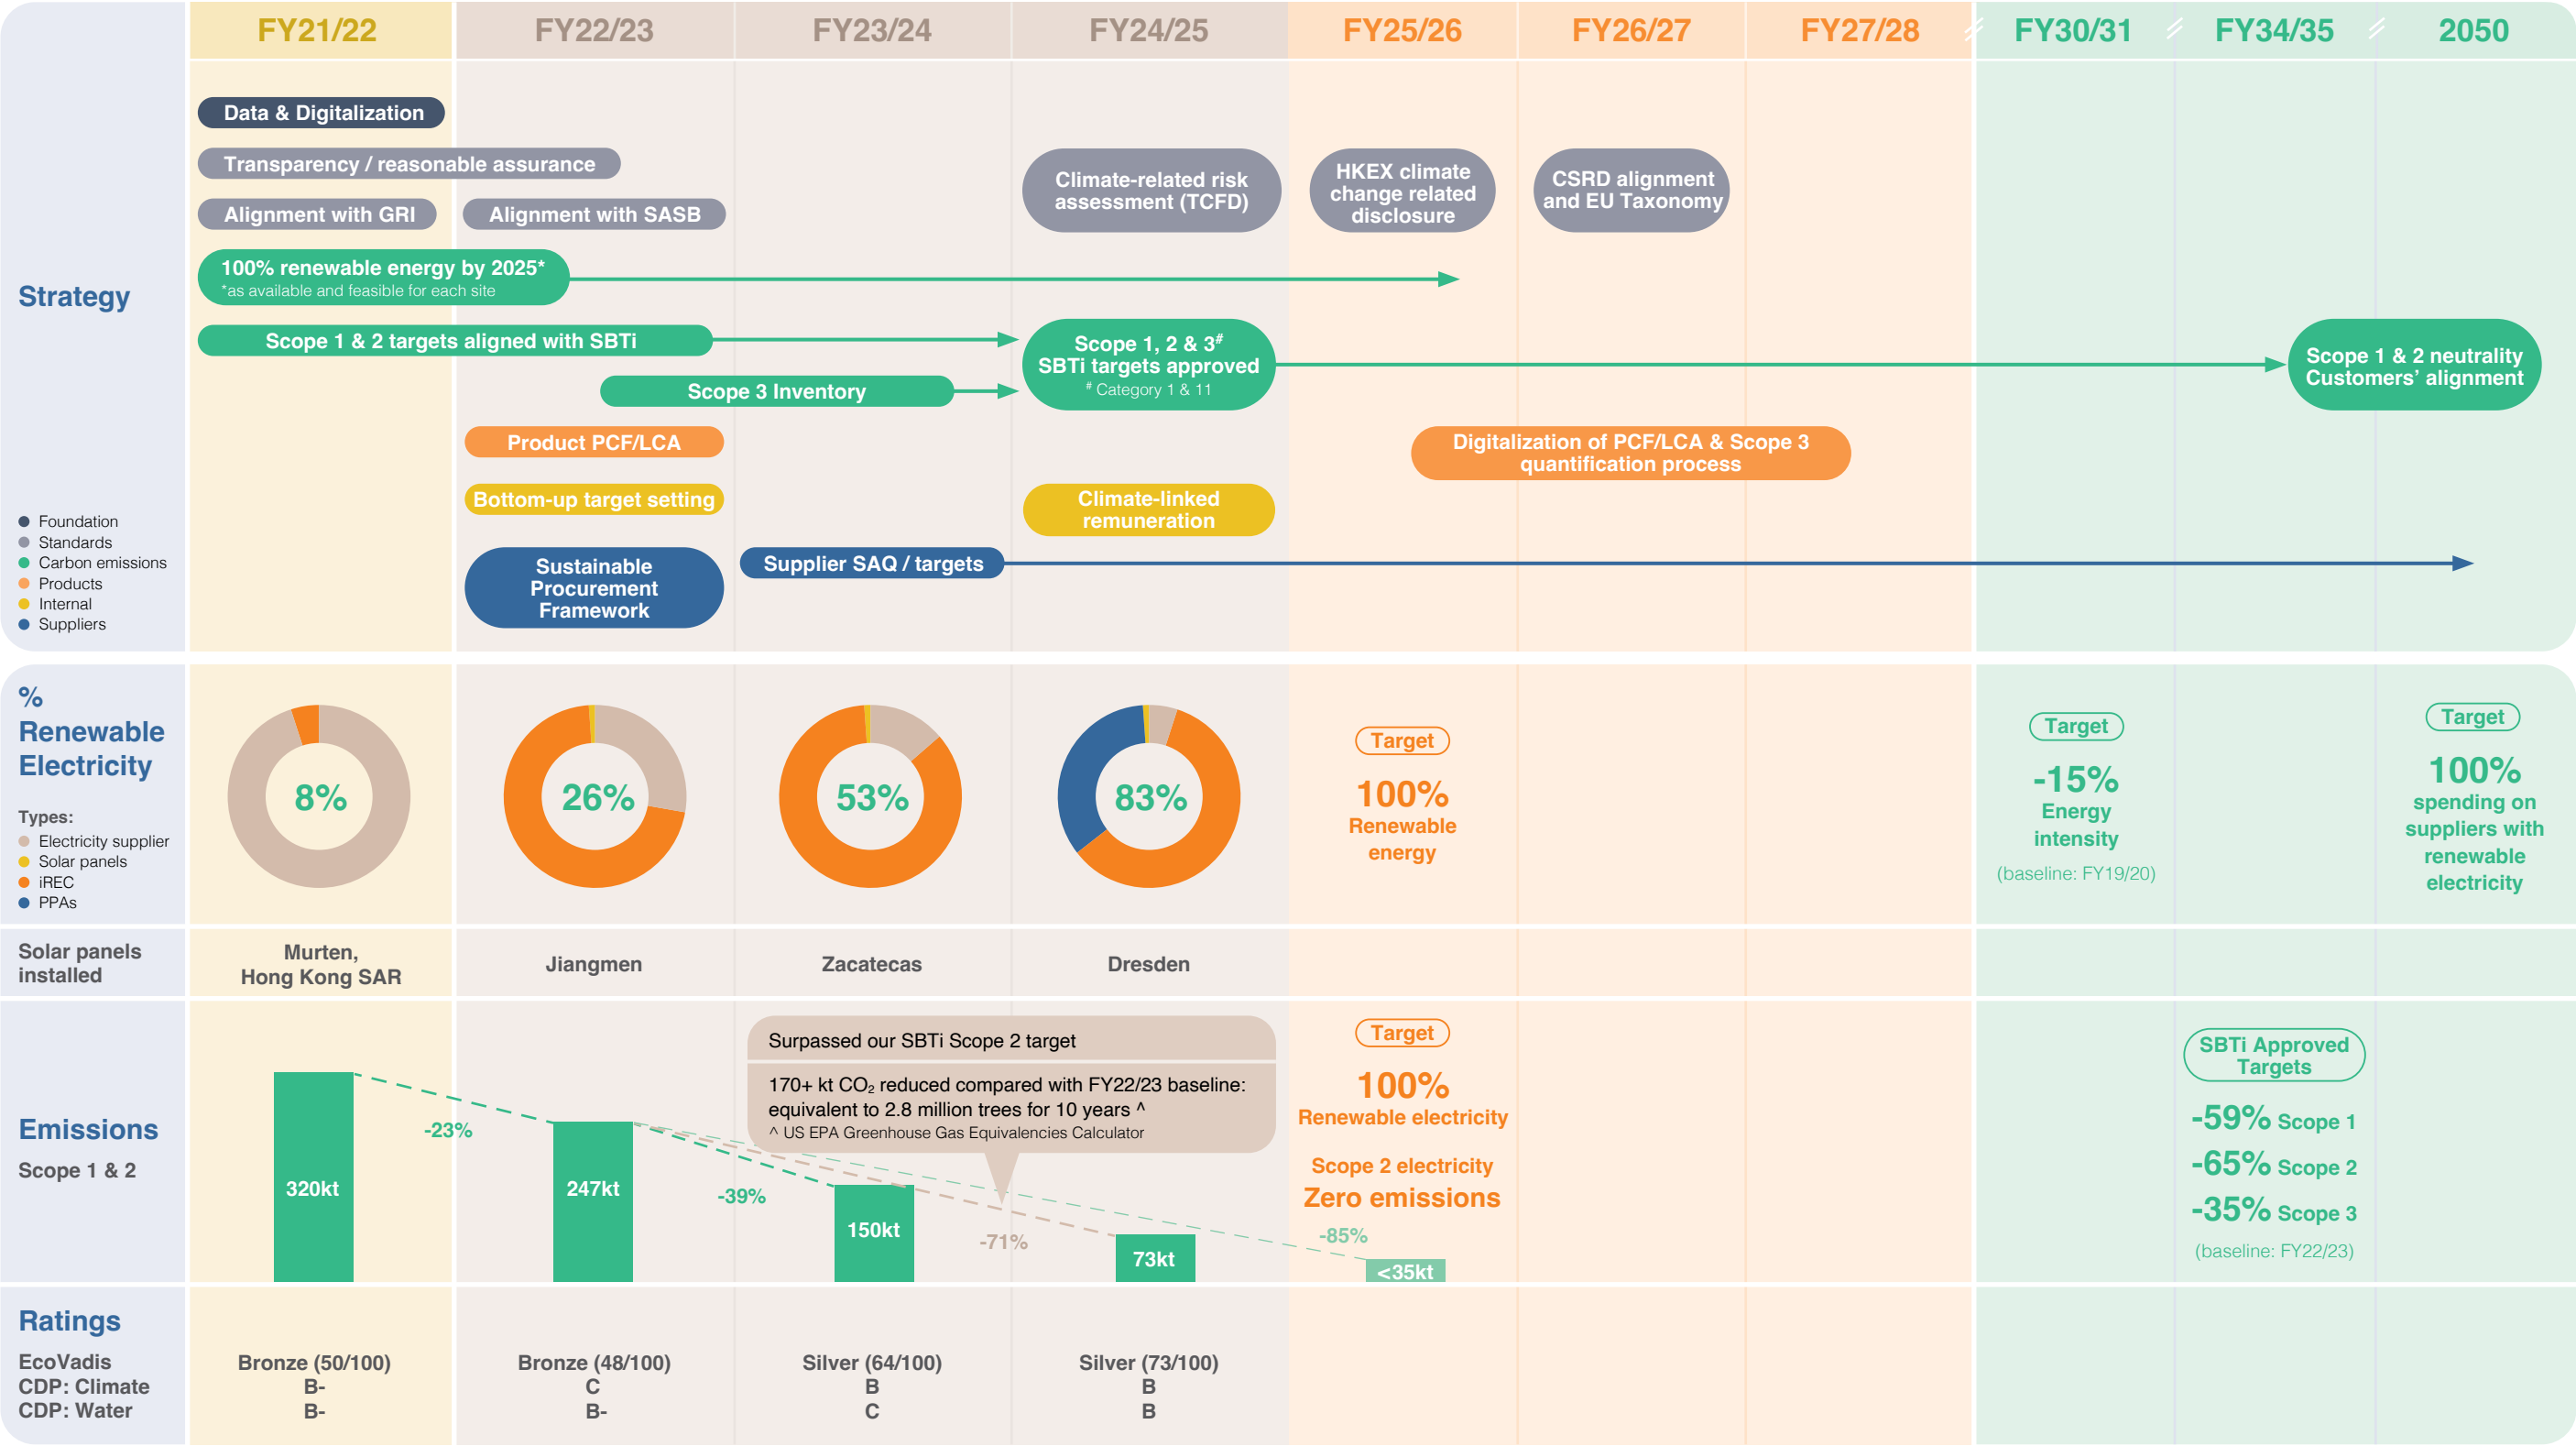 FY21/22
FY22/23
FY23/24
FY24/25
FY25/26
FY26/27
FY27/28
FY30/31
FY34/35
2050
Strategy
Foundation
Standards
Carbon emissions
Products
Internal
Suppliers
Data & Digitalization
Transparency / reasonable assurance
Alignment with GRI
Alignment with SASB
Climate-related risk
assessment (TCFD)
HKEX climate
change related
disclosure
CSRD alignment
and EU Taxonomy
100% renewable energy by 2025*
*as available and feasible for each site
Scope 1 & 2 targets aligned with SBTi
Scope 3 Inventory
Scope 1, 2 & 3#
SBTi targets approved
# Category 1 & 11
Scope 1 & 2 neutrality
Customers’ alignment
Product PCF/LCA
Digitalization of PCF/LCA & Scope 3
quantification process
Bottom-up target setting
Climate-linked
remuneration
Sustainable
Procurement
Framework
Supplier SAQ / targets
%
Renewable
Electricity
Types:
Electricity supplier
Solar panels
iREC
PPAs
8%
26%
53%
83%
Target
100%
Renewable
energy
Target
-15%
Energy
intensity
(baseline: FY19/20)
Target
100%
spending on
suppliers with
renewable
electricity
Solar panels
installed
Murten,
Hong Kong SAR
Jiangmen
Zacatecas
Dresden
Emissions
Scope 1 & 2
320kt
-23%
247kt
-39%
150kt
-71%
73kt
-85%
<35kt
Surpassed our SBTi Scope 2 target
170+ kt CO₂ reduced compared with FY22/23 baseline:
equivalent to 2.8 million trees for 10 years ^
^ US EPA Greenhouse Gas Equivalencies Calculator
Target
100%
Renewable electricity
Scope 2 electricity
Zero emissions
SBTi Approved
Targets
-59% Scope 1
-65% Scope 2
-35% Scope 3
(baseline: FY22/23)
Ratings
EcoVadis
CDP: Climate
CDP: Water
Bronze (50/100)
B-
B-
Bronze (48/100)
C
B-
Silver (64/100)
B
C
Silver (73/100)
B
B